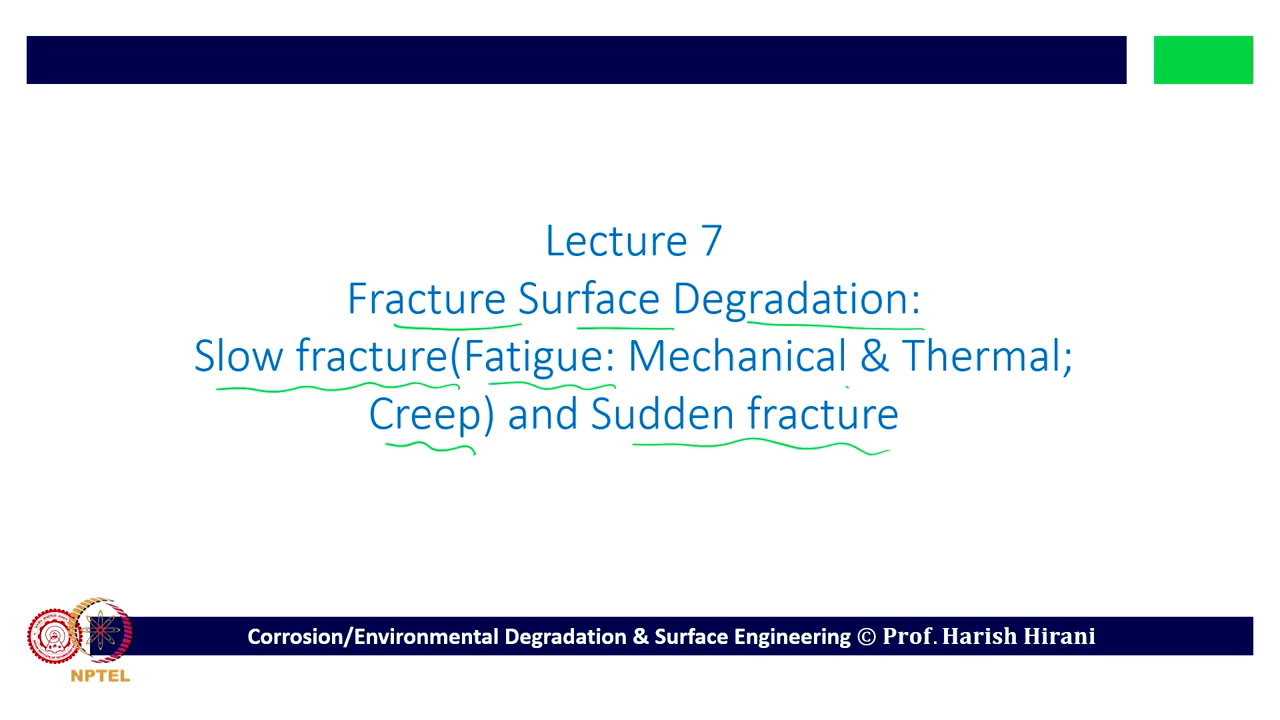 Lecture 7
Fracture Surface Degradation:
Slow fracture(Fatigue: Mechanical & Thermal;
Creep) and Sudden fracture
Corrosion/Environmental Degradation & Surface Engineering © Prof. Harish Hirani
NPTEL